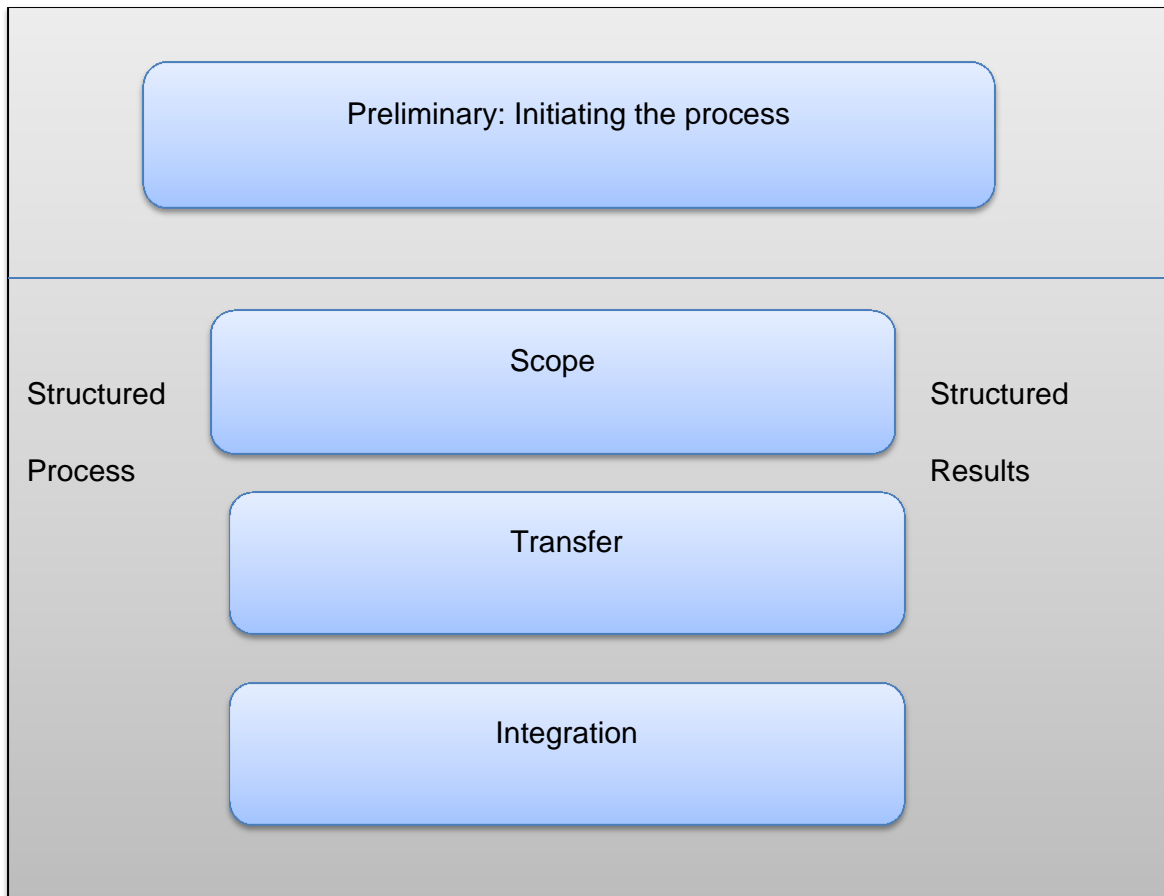 Preliminary: Initiating the process
Scope
Structured
Process
Structured
Results
Transfer
Integration